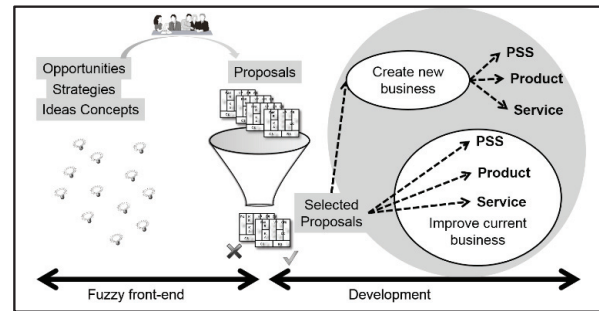 Opportunities
Strategies
Ideas Concepts
Proposals
Create new
business
PSS
Product
Service
Selected
Proposals
PSS
Product
Service
Improve current
business
Fuzzy front-end
Development